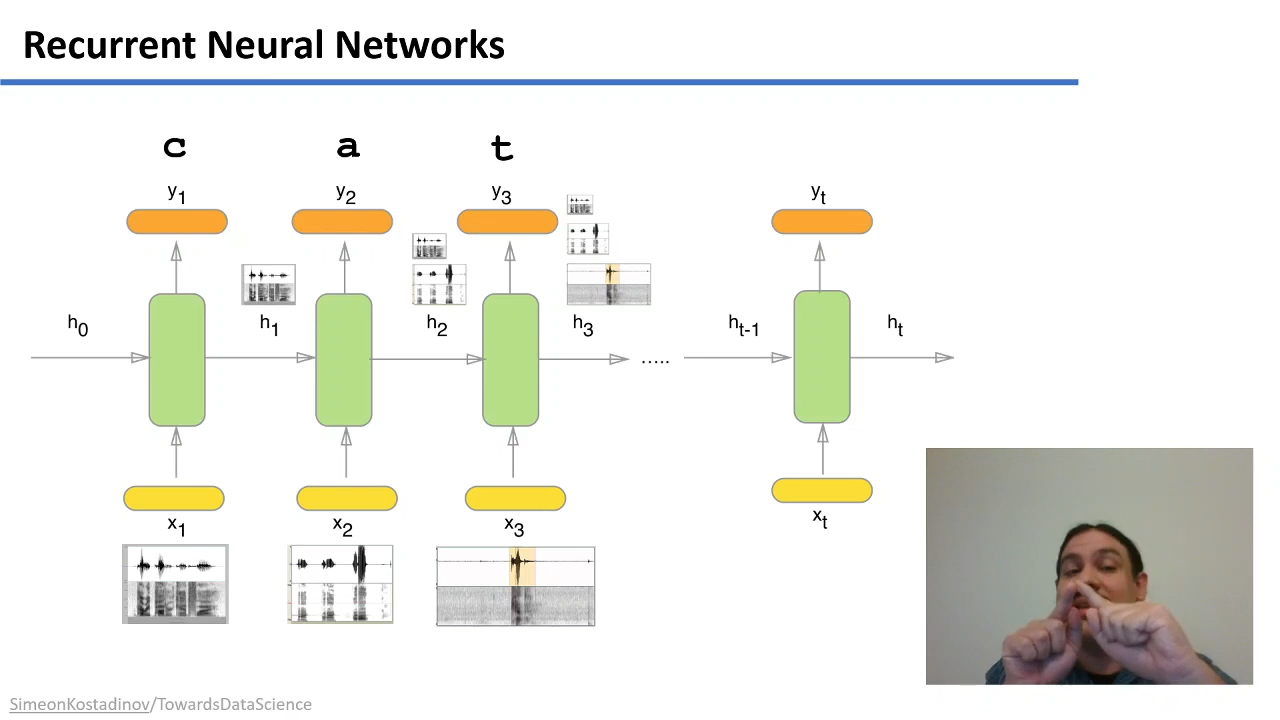 Recurrent Neural Networks
c a t
y1 y2 y3 yt
h0 h1 h2 h3 ht-1 ht
.....
x1 x2 x3 xt
SimeonKostadinov/TowardsDataScience